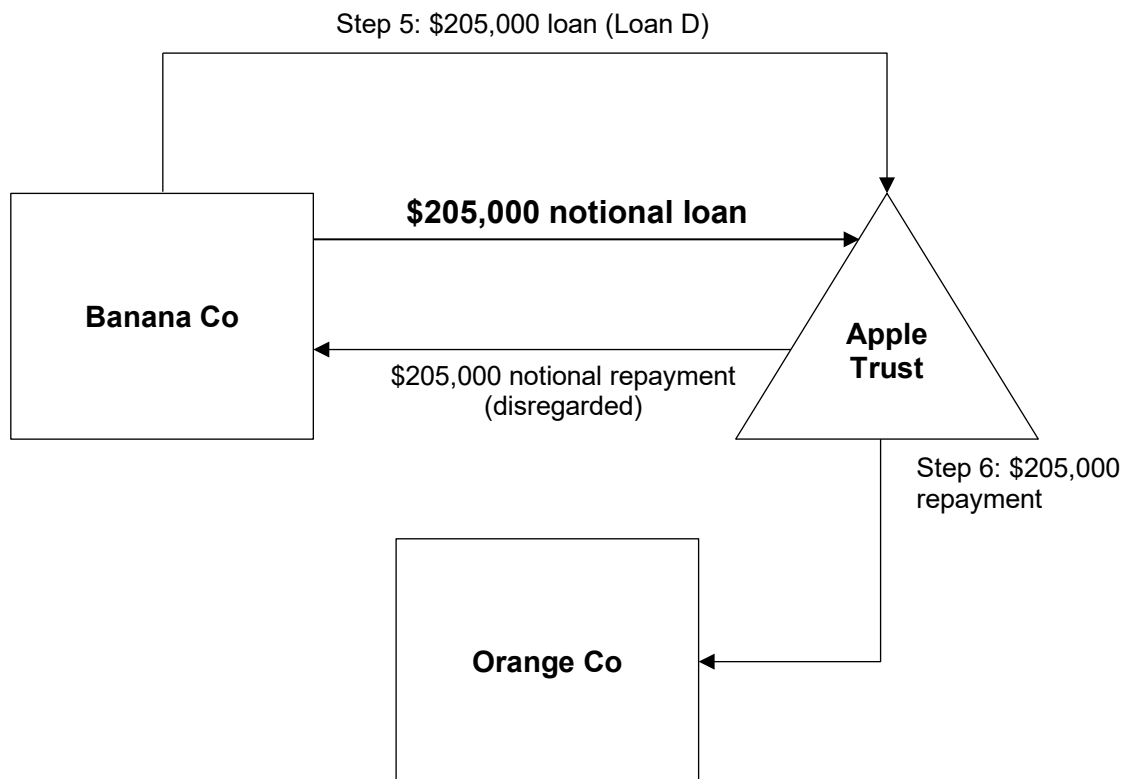 Step 5: $205,000 loan (Loan D)
$205,000 notional loan
Banana Co
Apple
Trust
$205,000 notional repayment
(disregarded)
Step 6: $205,000
repayment
Orange Co